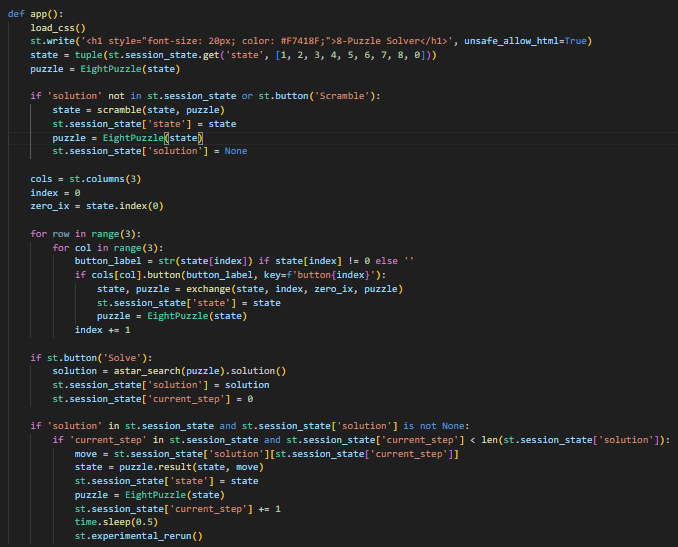 def app():
    load_css()
    st.write('<h1 style="font-size: 20px; color: #F7418F;">8-Puzzle Solver</h1>', unsafe_allow_html=True)
    state = tuple(st.session_state.get('state', [1, 2, 3, 4, 5, 6, 7, 8, 0]))
    puzzle = EightPuzzle(state)

    if 'solution' not in st.session_state or st.button('Scramble'):
        state = scramble(state, puzzle)
        st.session_state['state'] = state
        puzzle = EightPuzzle(state)
        st.session_state['solution'] = None

    cols = st.columns(3)
    index = 0
    zero_ix = state.index(0)

    for row in range(3):
        for col in range(3):
            button_label = str(state[index]) if state[index] != 0 else ''
            if cols[col].button(button_label, key=f'button{index}'):
                state, puzzle = exchange(state, index, zero_ix, puzzle)
                st.session_state['state'] = state
                puzzle = EightPuzzle(state)
            index += 1

    if st.button('Solve'):
        solution = astar_search(puzzle).solution()
        st.session_state['solution'] = solution
        st.session_state['current_step'] = 0

    if 'solution' in st.session_state and st.session_state['solution'] is not None:
        if 'current_step' in st.session_state and st.session_state['current_step'] < len(st.session_state['solution']):
            move = st.session_state['solution'][st.session_state['current_step']]
            state = puzzle.result(state, move)
            st.session_state['state'] = state
            puzzle = EightPuzzle(state)
            st.session_state['current_step'] += 1
            time.sleep(0.5)
            st.experimental_rerun()